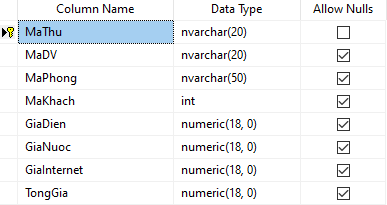 Column Name Data Type Allow Nulls
MaThu nvarchar(20)
MaDV nvarchar(20)
MaPhong nvarchar(50)
MaKhach int
GiaDien numeric(18, 0)
GiaNuoc numeric(18, 0)
GiaInternet numeric(18, 0)
TongGia numeric(18, 0)